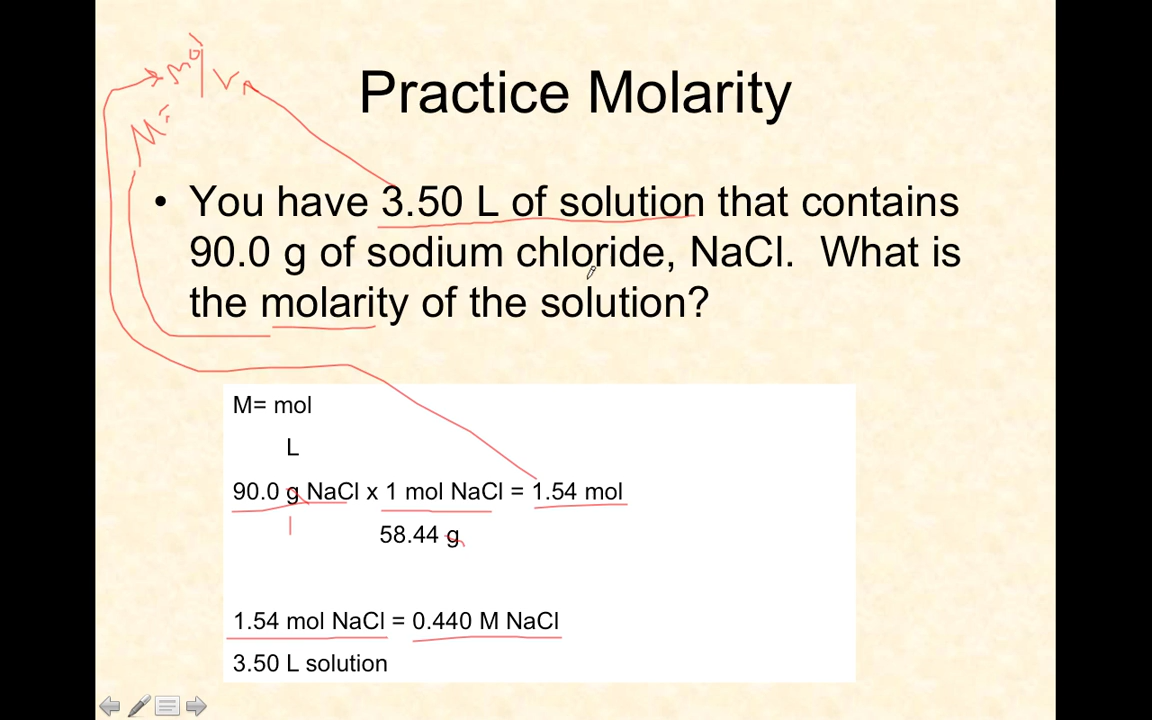 mol
V
M=
Practice Molarity
• You have 3.50 L of solution that contains
90.0 g of sodium chloride, NaCl. What is
the molarity of the solution?
M= mol
L
90.0 g NaCl x 1 mol NaCl = 1.54 mol
1
58.44 g
1.54 mol NaCl = 0.440 M NaCl
3.50 L solution